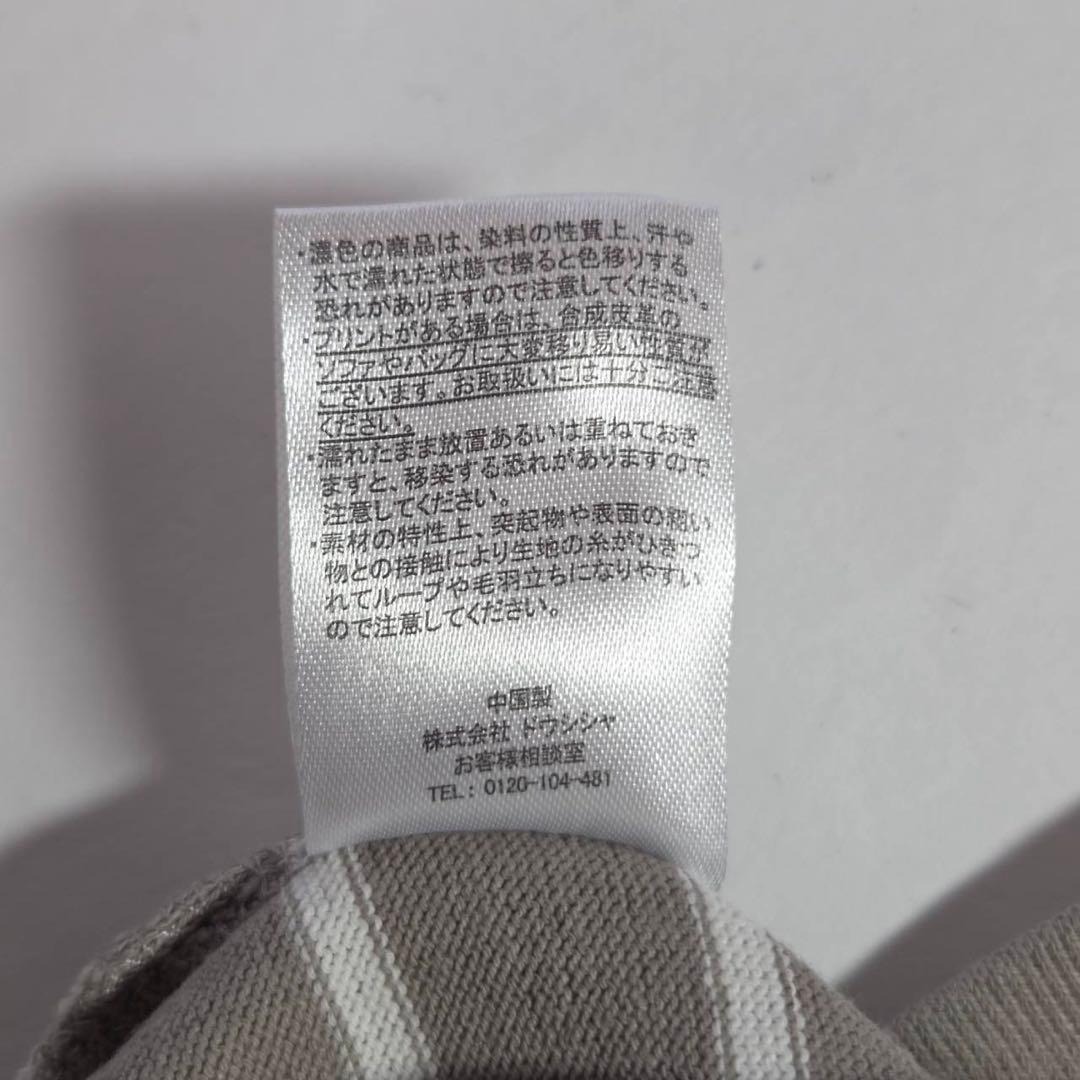 ・濃色の商品は、染料の性質上、汗や
水で濡れた状態で擦ると色移りする
恐れがありますので注意してください。
・プリントがある場合は、合成皮革の
ソファやバッグに大変移り易い性質が
ございます。お取扱いには十分ご注意
ください。
・濡れたまま放置あるいは重ねておき
ますと、移染する恐れがありますので
注意してください。
・素材の特性上、突起物や表面の粗い
物との接触により生地の糸がひきつ
れてループや毛羽立ちになりやすい
ので注意してください。
中国製
株式会社 ドウシシャ
お客様相談室
TEL: 0120-104-481